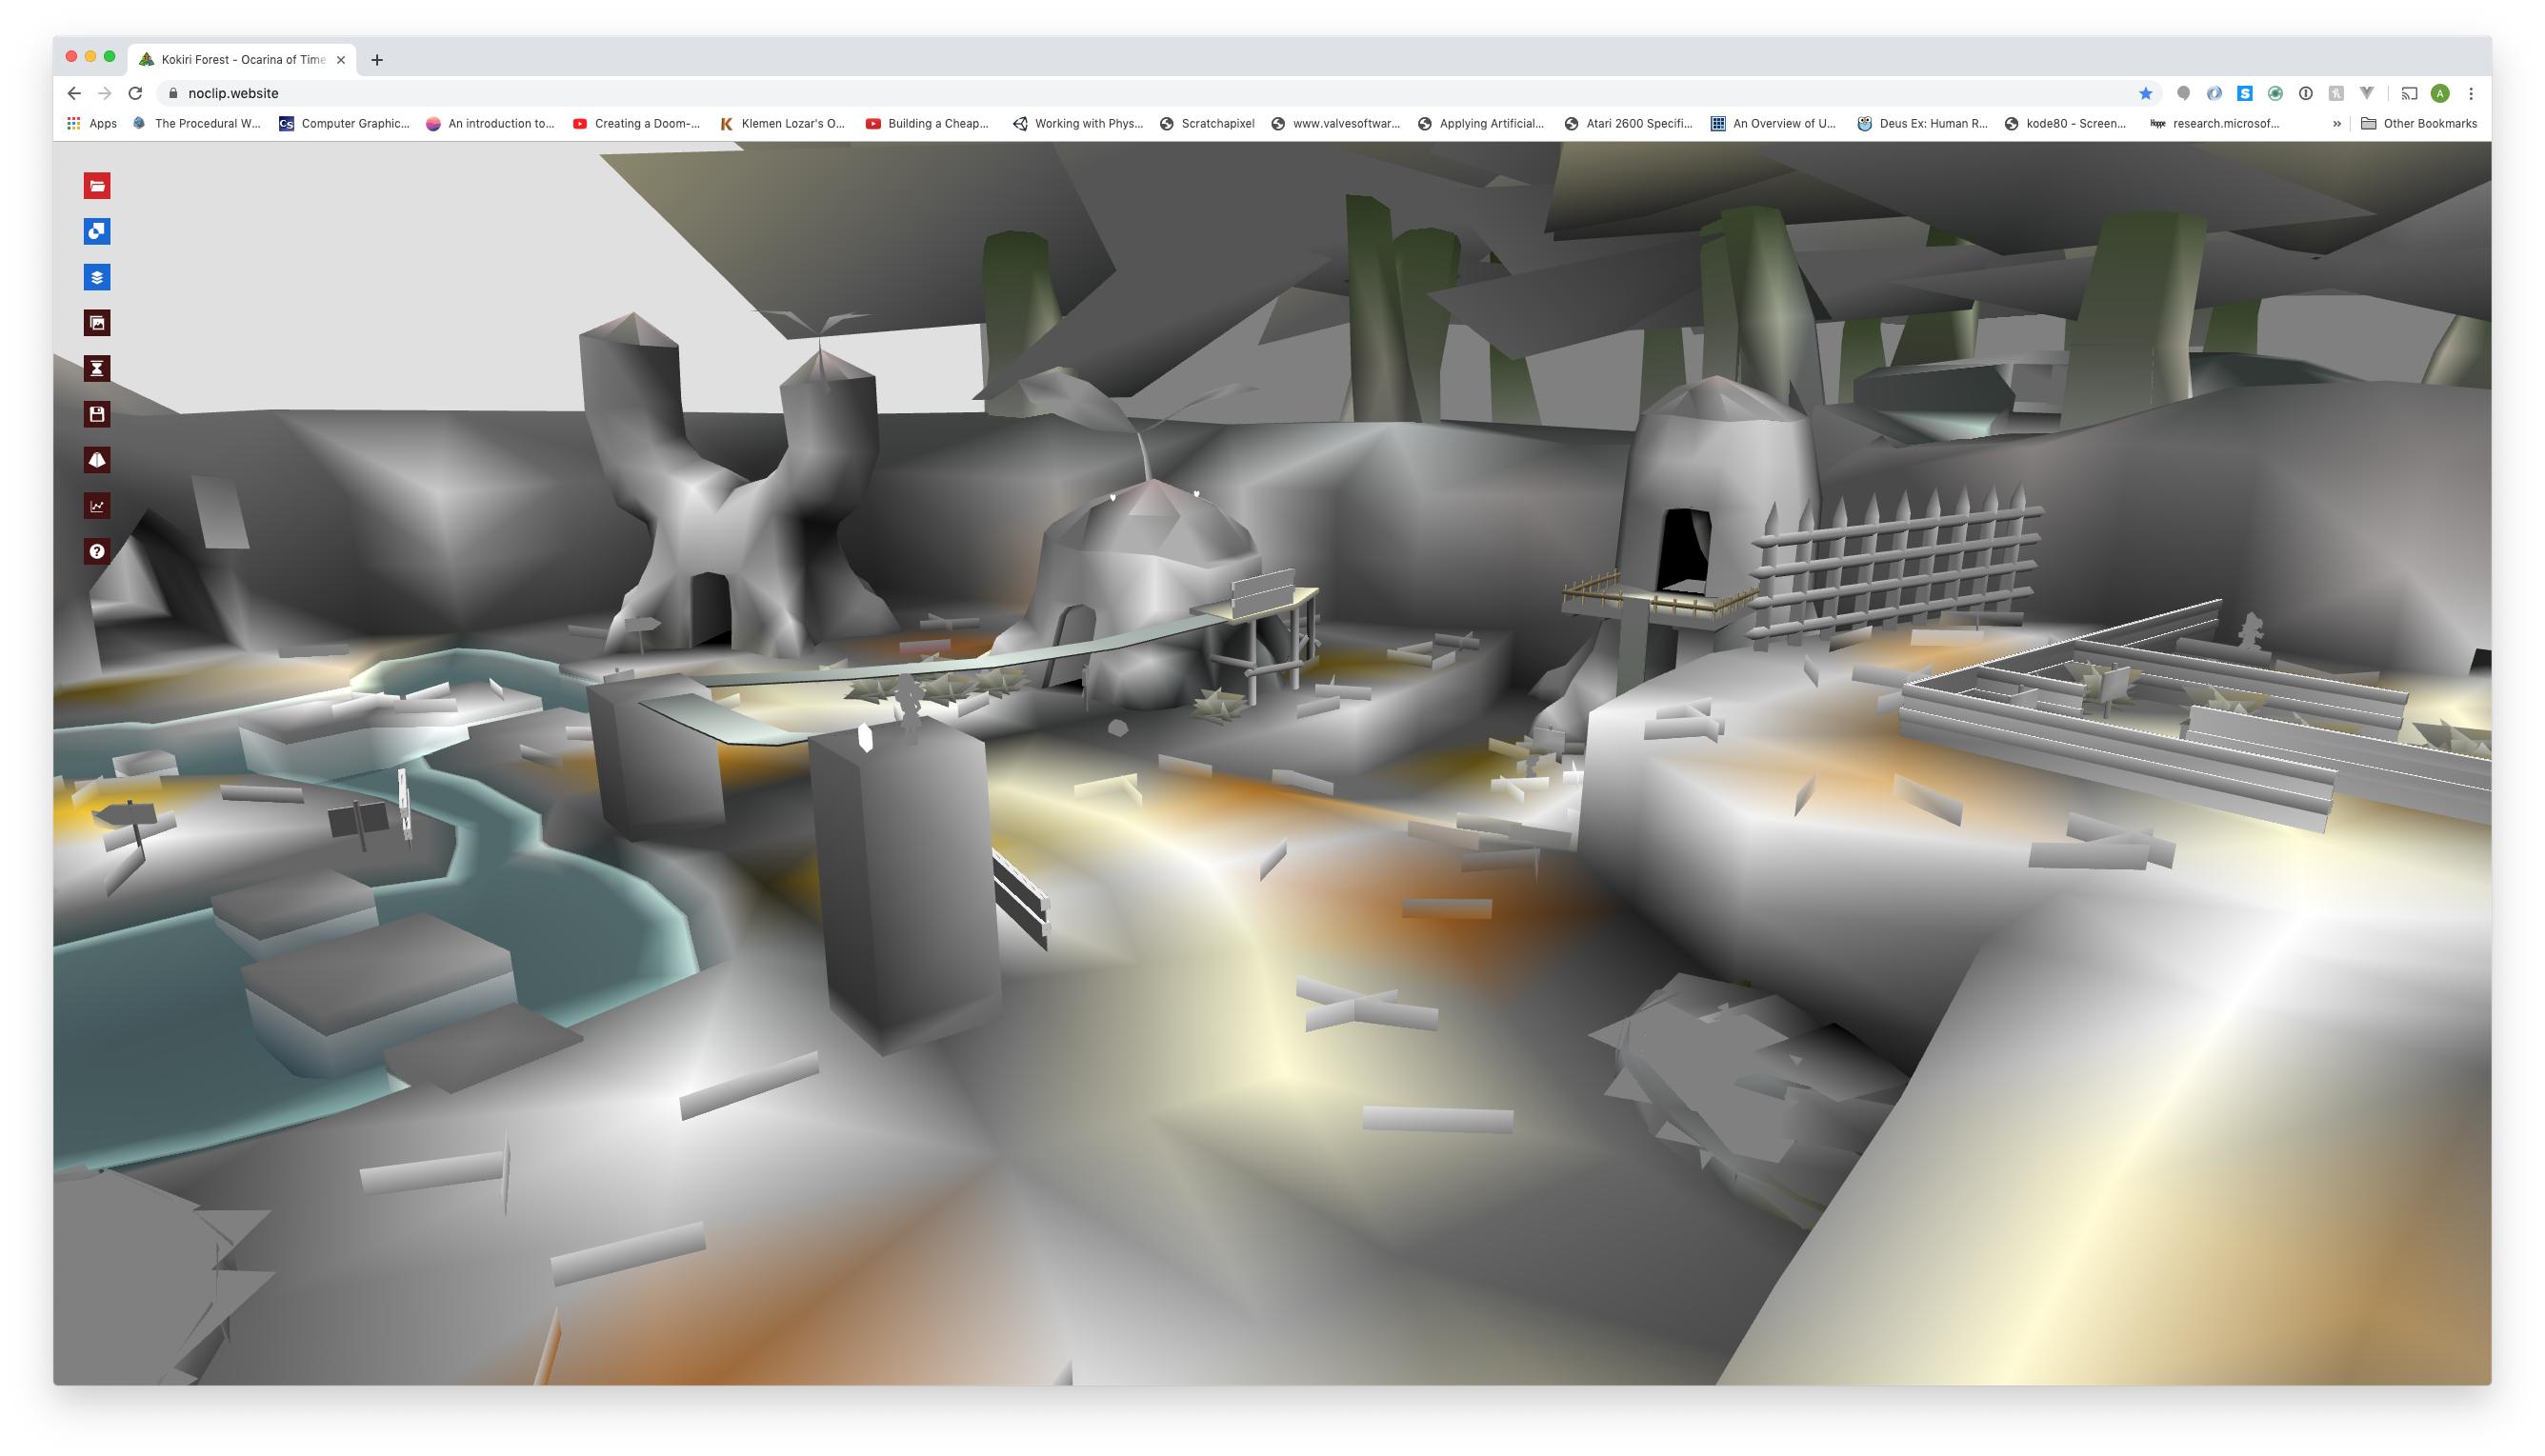 Kokiri Forest - Ocarina of Time
noclip.website
A
Apps The Procedural W... CS Computer Graphic... An introduction to... Creating a Doom-... K Klemen Lozar's O... Building a Cheap... Working with Phys... Scratchapixel www.valvesoftwar... Applying Artificial... Atari 2600 Specifi... An Overview of U... Deus Ex: Human R... kode80 - Screen... Hoppe research.microsof... » Other Bookmarks